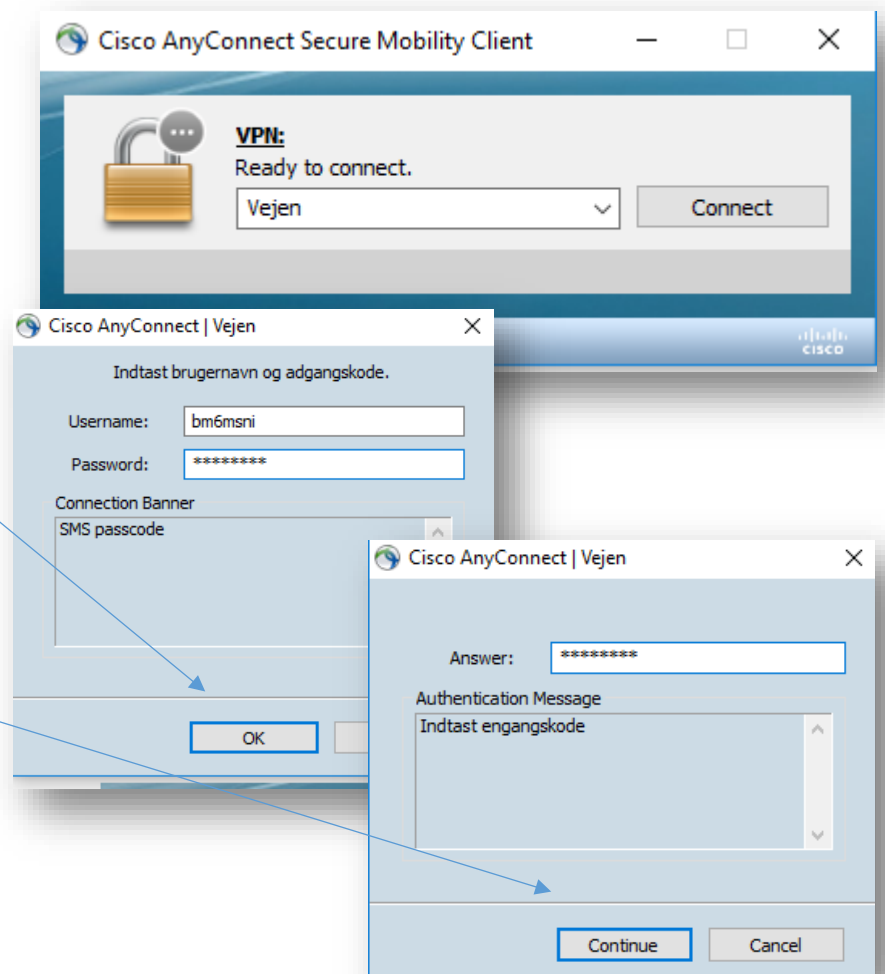 Cisco AnyConnect Secure Mobility Client
VPN:
Ready to connect.
Vejen
Connect
CISCO
Cisco AnyConnect | Vejen
Indtast brugernavn og adgangskode.
Username: bm6msni
Password: ********
Connection Banner
SMS passcode
OK
Cisco AnyConnect | Vejen
Answer: ********
Authentication Message
Indtast engangskode
Continue Cancel